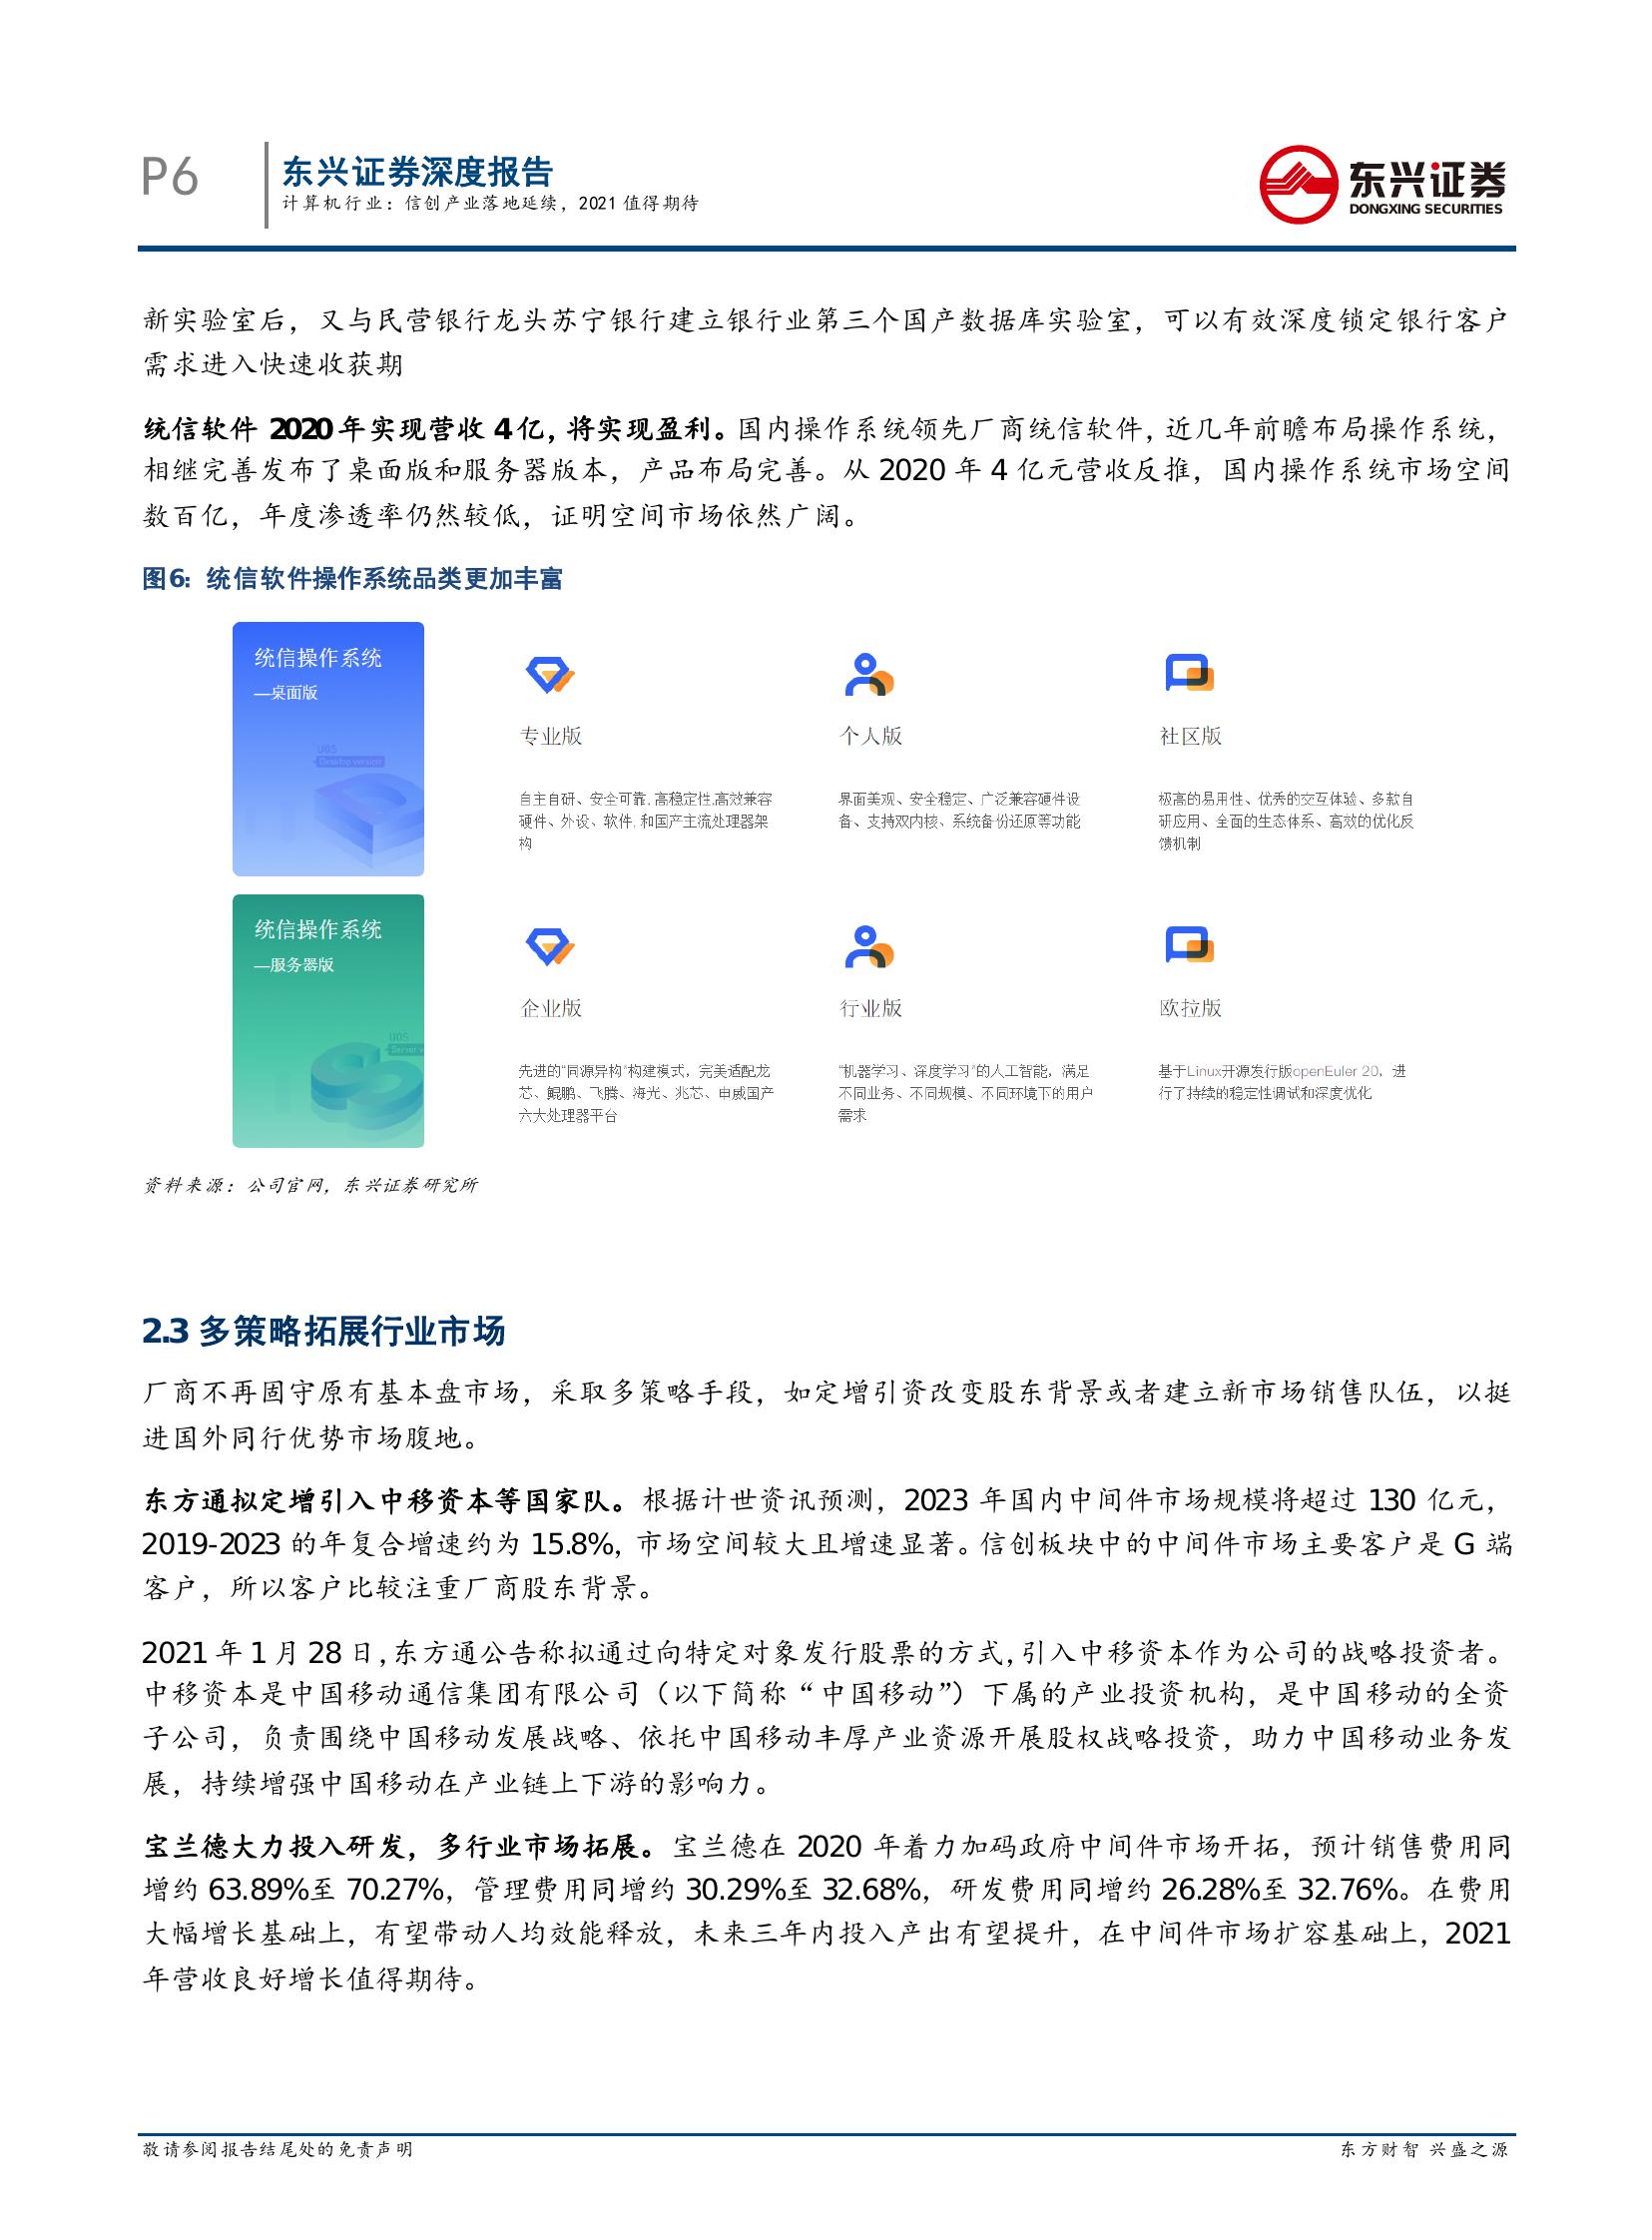 P6
东兴证券深度报告
计算机行业：信创产业落地延续，2021 值得期待
东兴证券
DONGXING SECURITIES
新实验室后，又与民营银行龙头苏宁银行建立银行业第三个国产数据库实验室，可以有效深度锁定银行客户
需求进入快速收获期
统信软件 2020 年实现营收 4 亿，将实现盈利。国内操作系统领先厂商统信软件，近几年前瞻布局操作系统，
相继完善发布了桌面版和服务器版本，产品布局完善。从 2020 年 4 亿元营收反推，国内操作系统市场空间
数百亿，年度渗透率仍然较低，证明空间市场依然广阔。
图6：统信软件操作系统品类更加丰富
统信操作系统
—桌面版
UOS
Desktop version
专业版
自主自研、安全可靠,高稳定性,高效兼容
硬件、外设、软件,和国产主流处理器架
构
个人版
界面美观、安全稳定、广泛兼容硬件设
备、支持双内核、系统备份还原等功能
社区版
极高的易用性、优秀的交互体验、多款自
研应用、全面的生态体系、高效的优化反
馈机制
统信操作系统
—服务器版
UOS
Server v
企业版
先进的"同源异构"构建模式，完美适配龙
芯、鲲鹏、飞腾、海光、兆芯、申威国产
六大处理器平台
行业版
"机器学习、深度学习"的人工智能，满足
不同业务、不同规模、不同环境下的用户
需求
欧拉版
基于Linux开源发行版openEuler 20，进
行了持续的稳定性调试和深度优化
资料来源：公司官网，东兴证券研究所
2.3 多策略拓展行业市场
厂商不再固守原有基本盘市场，采取多策略手段，如定增引资改变股东背景或者建立新市场销售队伍，以挺
进国外同行优势市场腹地。
东方通拟定增引入中移资本等国家队。根据计世资讯预测，2023 年国内中间件市场规模将超过 130 亿元，
2019-2023 的年复合增速约为 15.8%，市场空间较大且增速显著。信创板块中的中间件市场主要客户是 G 端
客户，所以客户比较注重厂商股东背景。
2021 年 1 月 28 日，东方通公告称拟通过向特定对象发行股票的方式，引入中移资本作为公司的战略投资者。
中移资本是中国移动通信集团有限公司（以下简称“中国移动”）下属的产业投资机构，是中国移动的全资
子公司，负责围绕中国移动发展战略、依托中国移动丰厚产业资源开展股权战略投资，助力中国移动业务发
展，持续增强中国移动在产业链上下游的影响力。
宝兰德大力投入研发，多行业市场拓展。宝兰德在 2020 年着力加码政府中间件市场开拓，预计销售费用同
增约 63.89%至 70.27%，管理费用同增约 30.29%至 32.68%，研发费用同增约 26.28%至 32.76%。在费用
大幅增长基础上，有望带动人均效能释放，未来三年内投入产出有望提升，在中间件市场扩容基础上，2021
年营收良好增长值得期待。
敬请参阅报告结尾处的免责声明
东方财智 兴盛之源